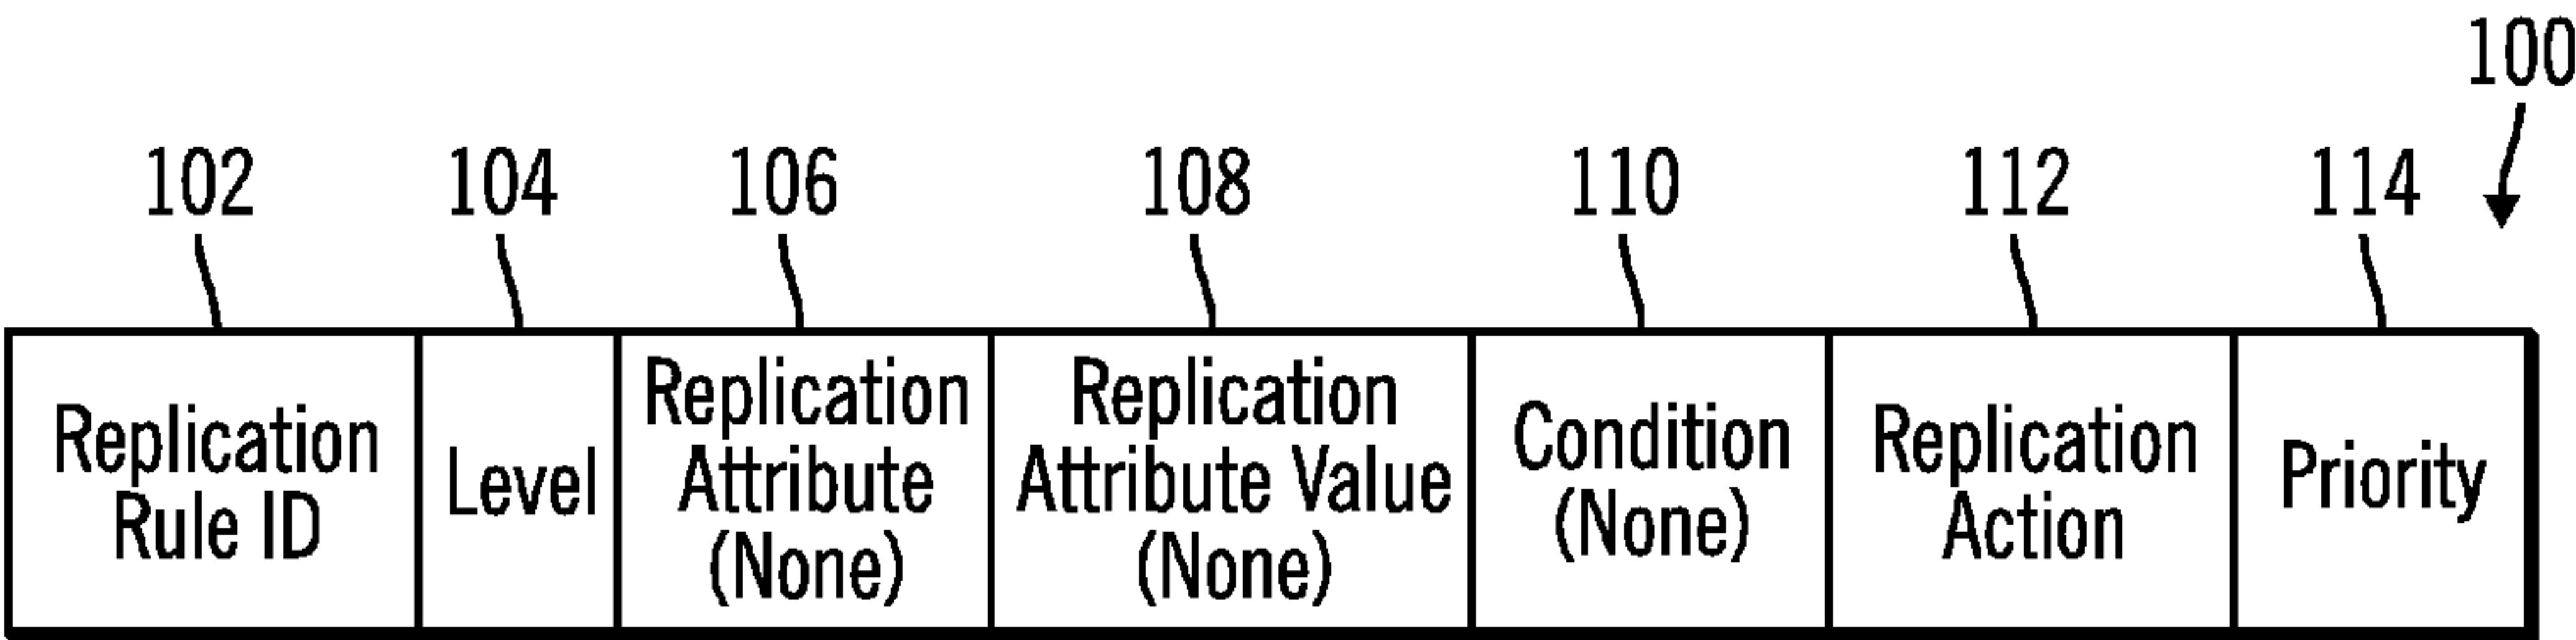 100
102
104
106
108
110
112
114
Replication
Rule ID
Level
Replication
Attribute
(None)
Replication
Attribute Value
(None)
Condition
(None)
Replication
Action
Priority